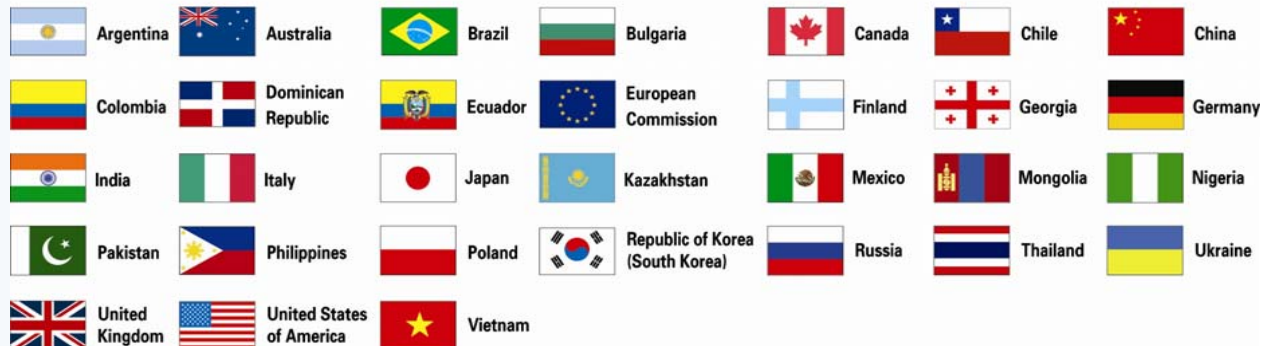 Argentina
Australia
Brazil
Bulgaria
Canada
Chile
China
Colombia
Dominican
Republic
Ecuador
European
Commission
Finland
Georgia
Germany
India
Italy
Japan
Kazakhstan
Mexico
Mongolia
Nigeria
Pakistan
Philippines
Poland
Republic of Korea
(South Korea)
Russia
Thailand
Ukraine
United
Kingdom
United States
of America
Vietnam